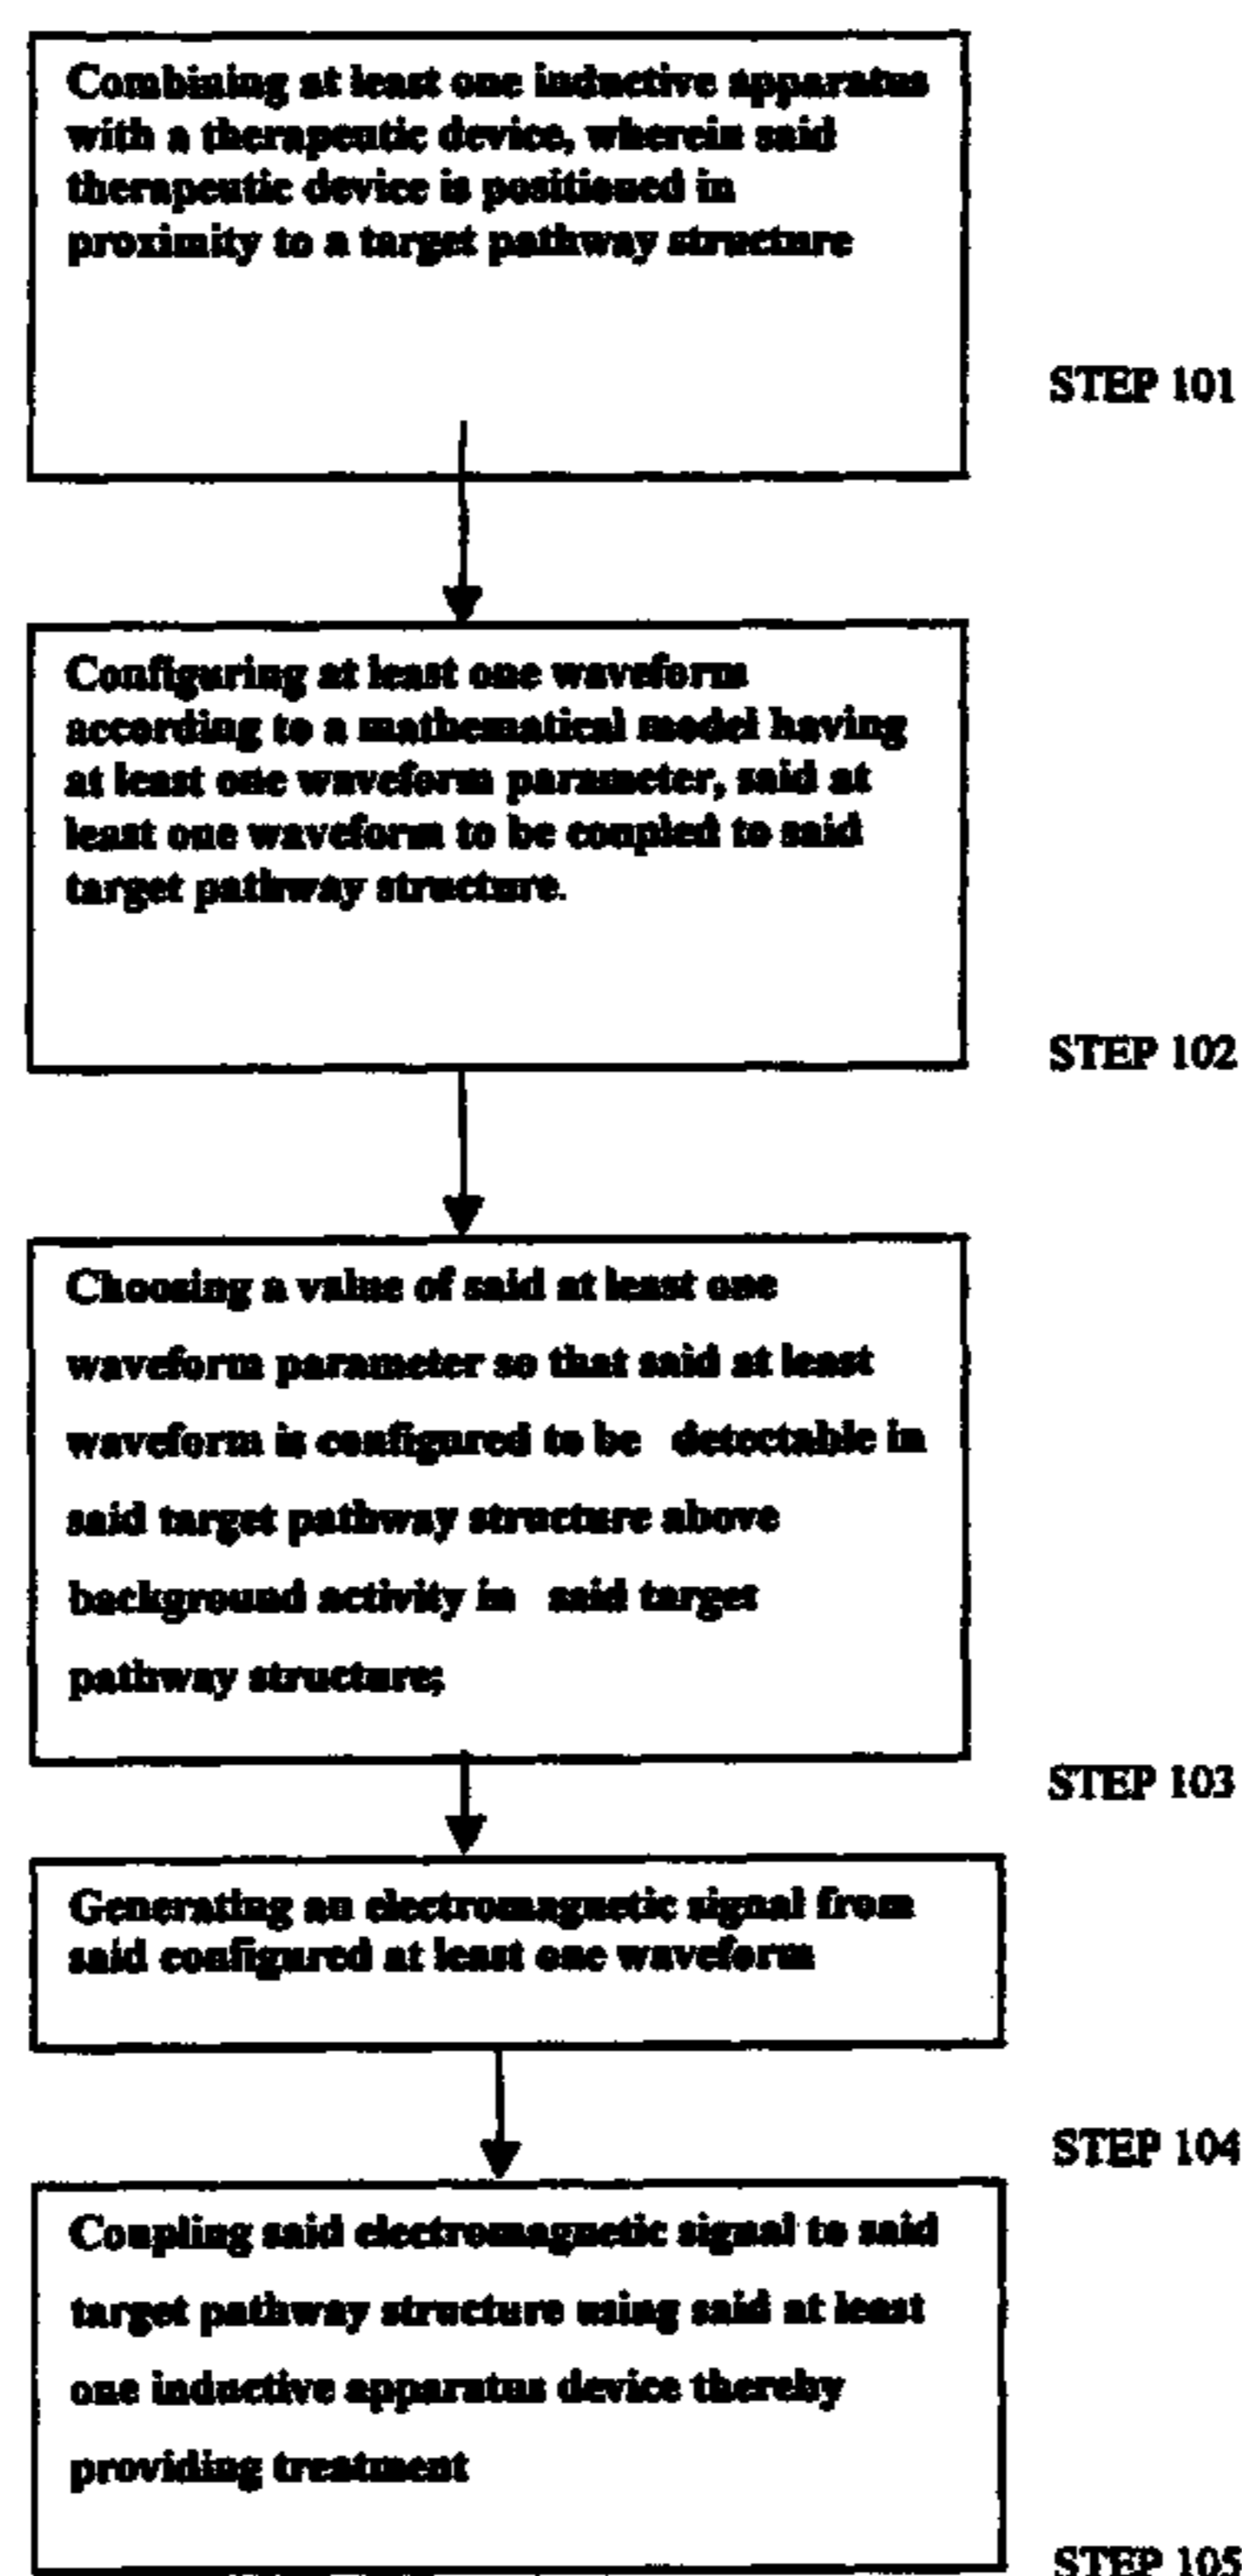 Combining at least one inductive apparatus
with a therapeutic device, wherein said
therapeutic device is positioned in
proximity to a target pathway structure
STEP 101
Configuring at least one waveform
according to a mathematical model having
at least one waveform parameter, said at
least one waveform to be coupled to said
target pathway structure.
STEP 102
Choosing a value of said at least one
waveform parameter so that said at least
waveform is configured to be detectable in
said target pathway structure above
background activity in said target
pathway structure;
STEP 103
Generating an electromagnetic signal from
said configured at least one waveform
STEP 104
Coupling said electromagnetic signal to said
target pathway structure using said at least
one inductive apparatus device thereby
providing treatment
STEP 105